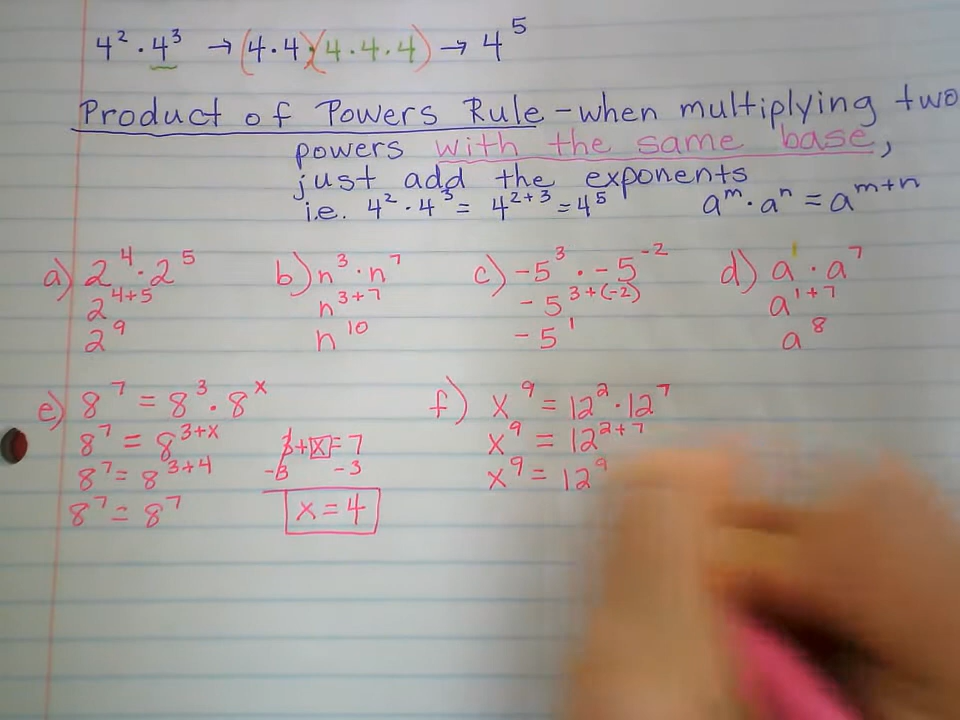 4² · 4³ → (4 · 4)·(4 · 4 · 4) → 4⁵
Product of Powers Rule - when multiplying two
powers with the same base,
just add the exponents
i.e. 4² · 4³ = 4²⁺³ = 4⁵ aᵐ · aⁿ = aᵐ⁺ⁿ
a) 2⁴ · 2⁵
2⁴⁺⁵
2⁹
b) n³ · n⁷
n³⁺⁷
n¹⁰
c) -5³ · -5⁻²
-5³⁺⁽⁻²⁾
-5¹
d) a¹ · a⁷
a¹⁺⁷
a⁸
e) 8⁷ = 8³ · 8ˣ
8⁷ = 8³⁺ˣ
8⁷ = 8³⁺⁴
8⁷ = 8⁷
3+x = 7
-3 -3
x = 4
f) x⁹ = 12² · 12⁷
x⁹ = 12²⁺⁷
x⁹ = 12⁹